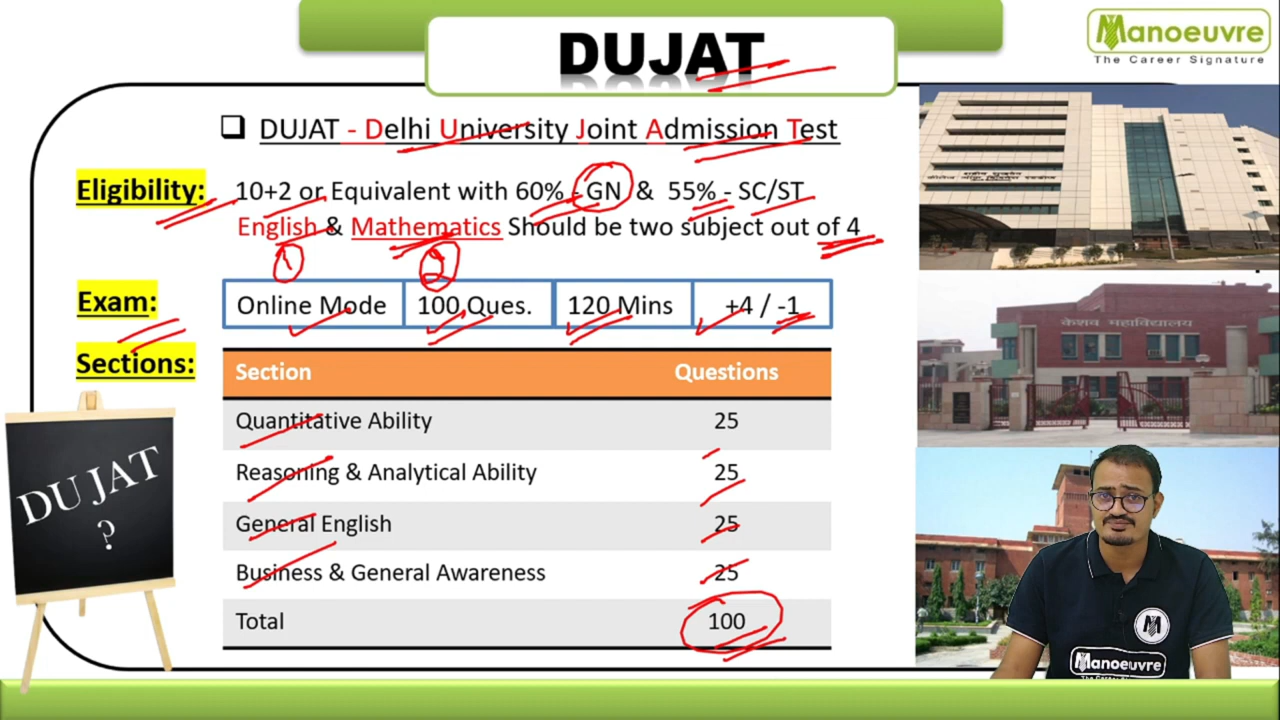 DUJAT
Manoeuvre
The Career Signature
❑ DUJAT - Delhi University Joint Admission Test
Eligibility: 10+2 or Equivalent with 60% - GN & 55% - SC/ST
English & Mathematics Should be two subject out of 4
1 2
Exam: Online Mode 100 Ques. 120 Mins +4 / -1
Sections:
Section Questions
Quantitative Ability 25
Reasoning & Analytical Ability 25
General English 25
Business & General Awareness 25
Total 100
DU JAT
?
केशव महाविद्यालय
M
Manoeuvre